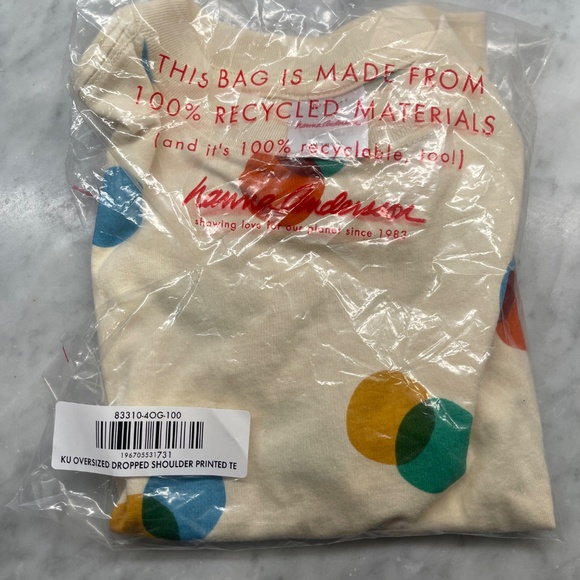 THIS BAG IS MADE FROM
100% RECYCLED MATERIALS
(and it's 100% recyclable, too!)
hanna Andersson
showing love for our planet since 1983
83310-4OG-100
196705531731
KU OVERSIZED DROPPED SHOULDER PRINTED TE